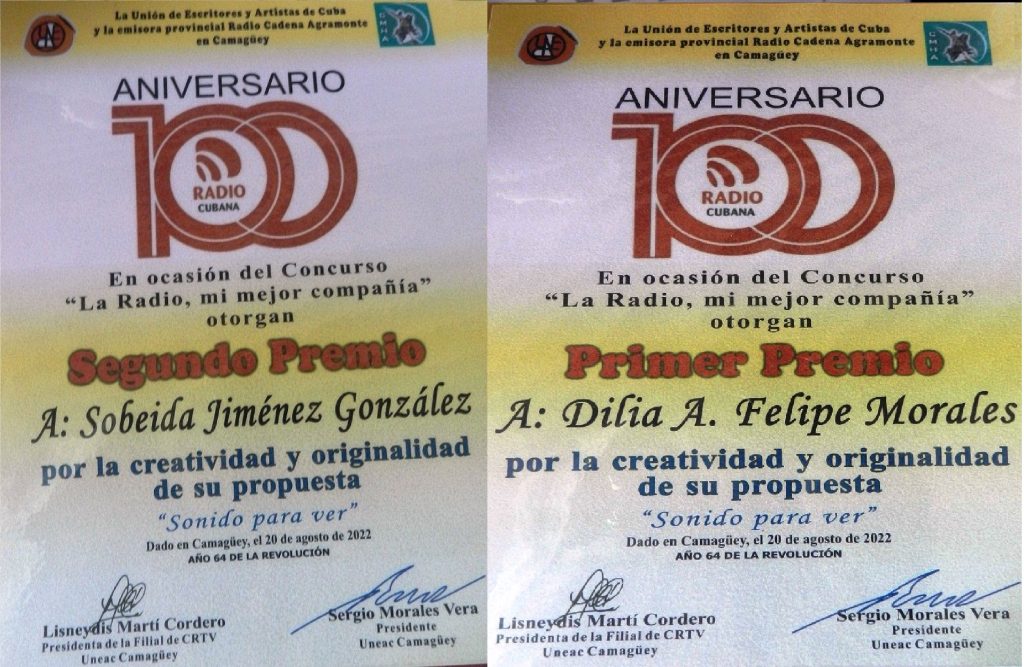 La Unión de Escritores y Artistas de Cuba
y la emisora provincial Radio Cadena Agramonte
en Camagüey
ANIVERSARIO
100
RADIO
CUBANA
En ocasión del Concurso
“La Radio, mi mejor compañía”
otorgan
Segundo Premio
A: Sobeida Jiménez González
por la creatividad y originalidad
de su propuesta
“Sonido para ver”
Dado en Camagüey, el 20 de agosto de 2022
AÑO 64 DE LA REVOLUCIÓN
Lisneydis Martí Cordero
Presidenta de la Filial de CRTV
Uneac Camagüey
Sergio Morales Vera
Presidente
Uneac Camagüey
La Unión de Escritores y Artistas de Cuba
y la emisora provincial Radio Cadena Agramonte
en Camagüey
CMHA
ANIVERSARIO
100
RADIO
CUBANA
En ocasión del Concurso
“La Radio, mi mejor compañía”
otorgan
Primer Premio
A: Dilia A. Felipe Morales
por la creatividad y originalidad
de su propuesta
“Sonido para ver”
Dado en Camagüey, el 20 de agosto de 2022
AÑO 64 DE LA REVOLUCIÓN
Lisneydis Martí Cordero
Presidenta de la Filial de CRTV
Uneac Camagüey
Sergio Morales Vera
Presidente
Uneac Camagüey